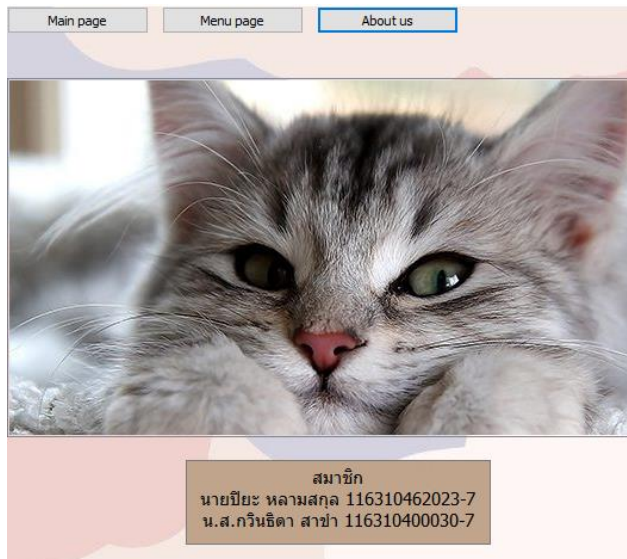 Main page
Menu page
About us
สมาชิก
นายปิยะ หลามสกุล 116310462023-7
น.ส.กวินธิดา สาขำ 116310400030-7